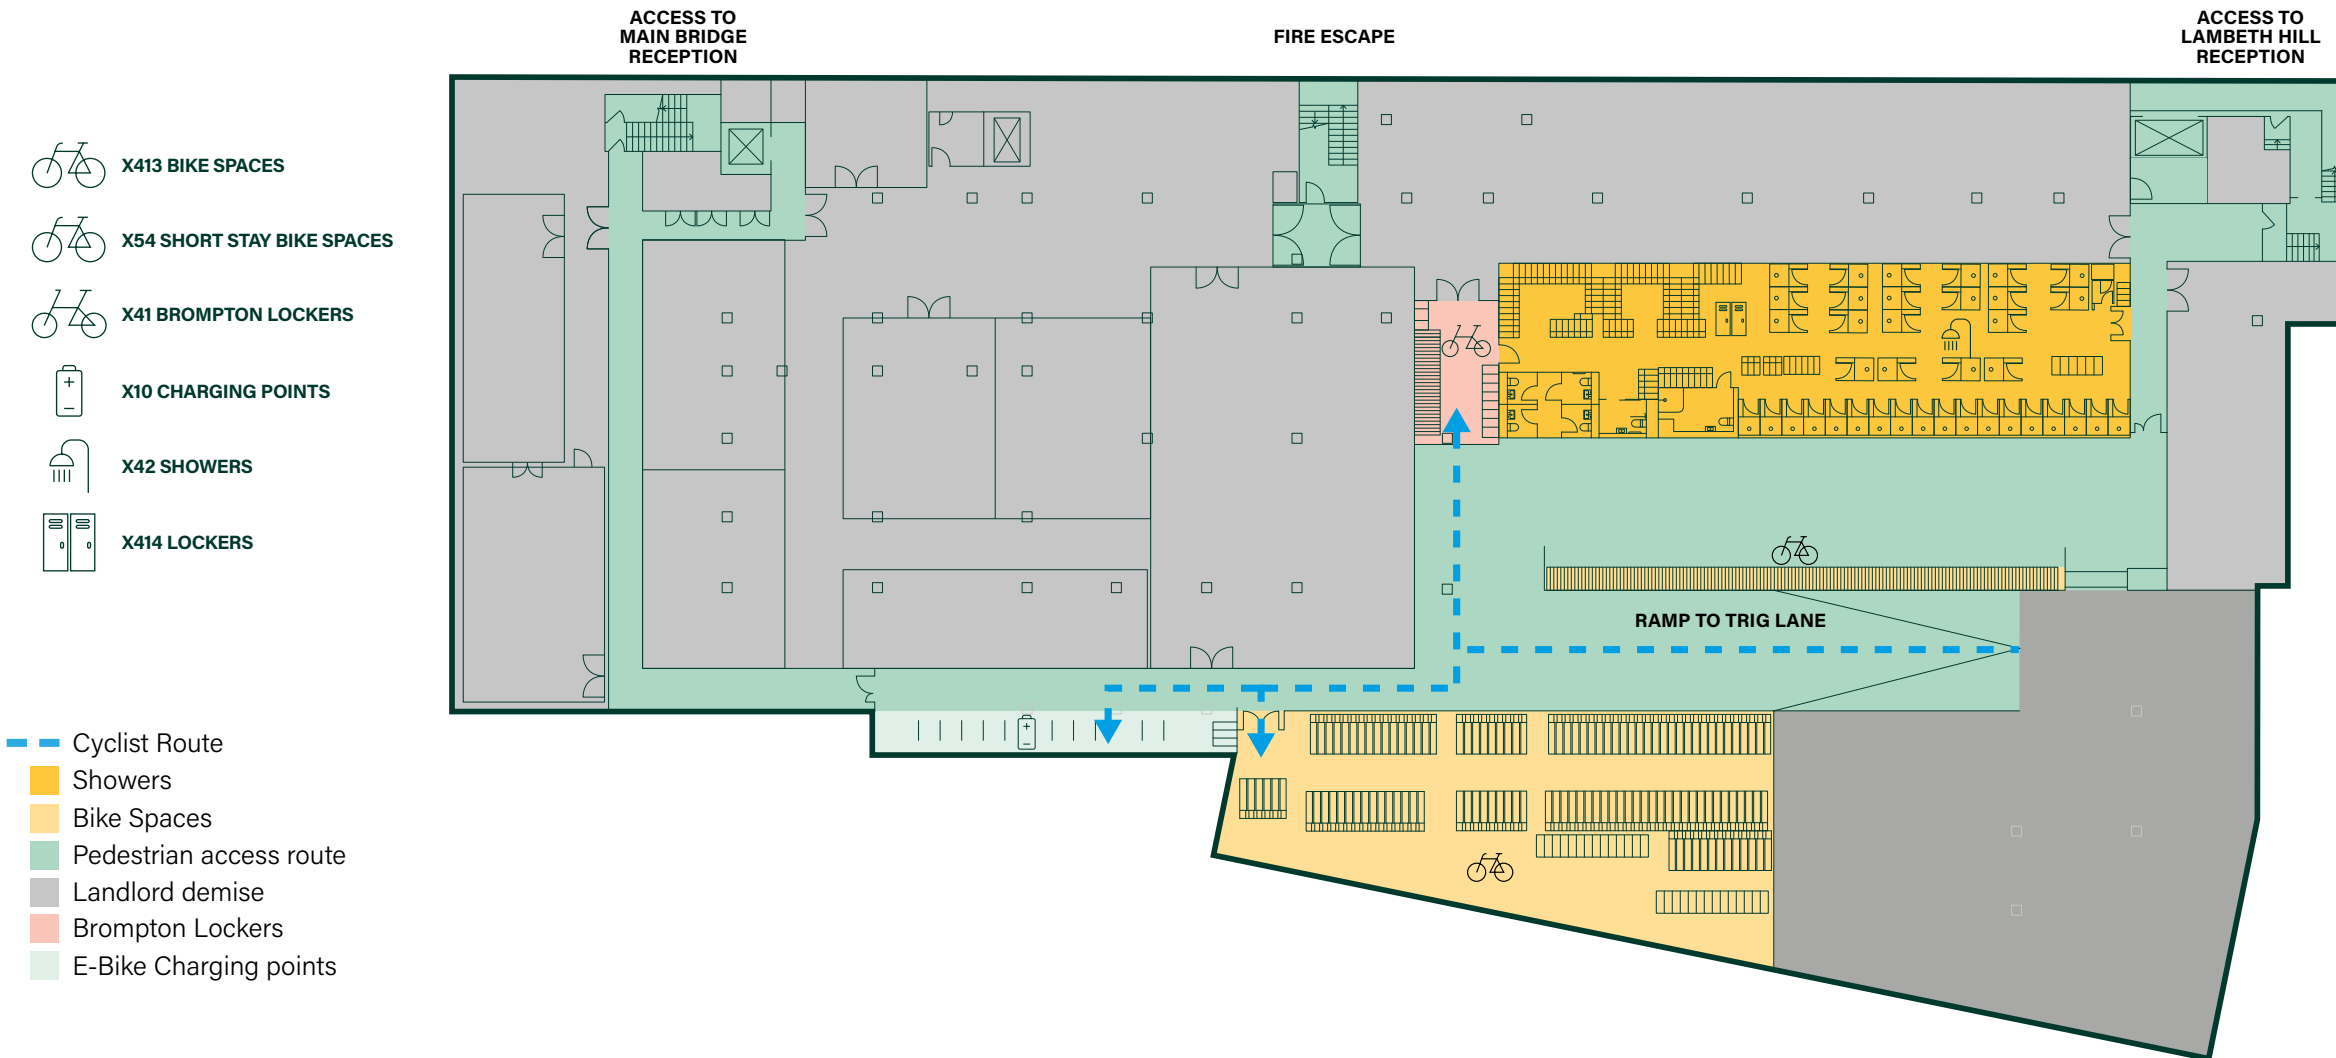 ACCESS TO
MAIN BRIDGE
RECEPTION
FIRE ESCAPE
ACCESS TO
LAMBETH HILL
RECEPTION
X413 BIKE SPACES
X54 SHORT STAY BIKE SPACES
X41 BROMPTON LOCKERS
X10 CHARGING POINTS
X42 SHOWERS
X414 LOCKERS
RAMP TO TRIG LANE
Cyclist Route
Showers
Bike Spaces
Pedestrian access route
Landlord demise
Brompton Lockers
E-Bike Charging points